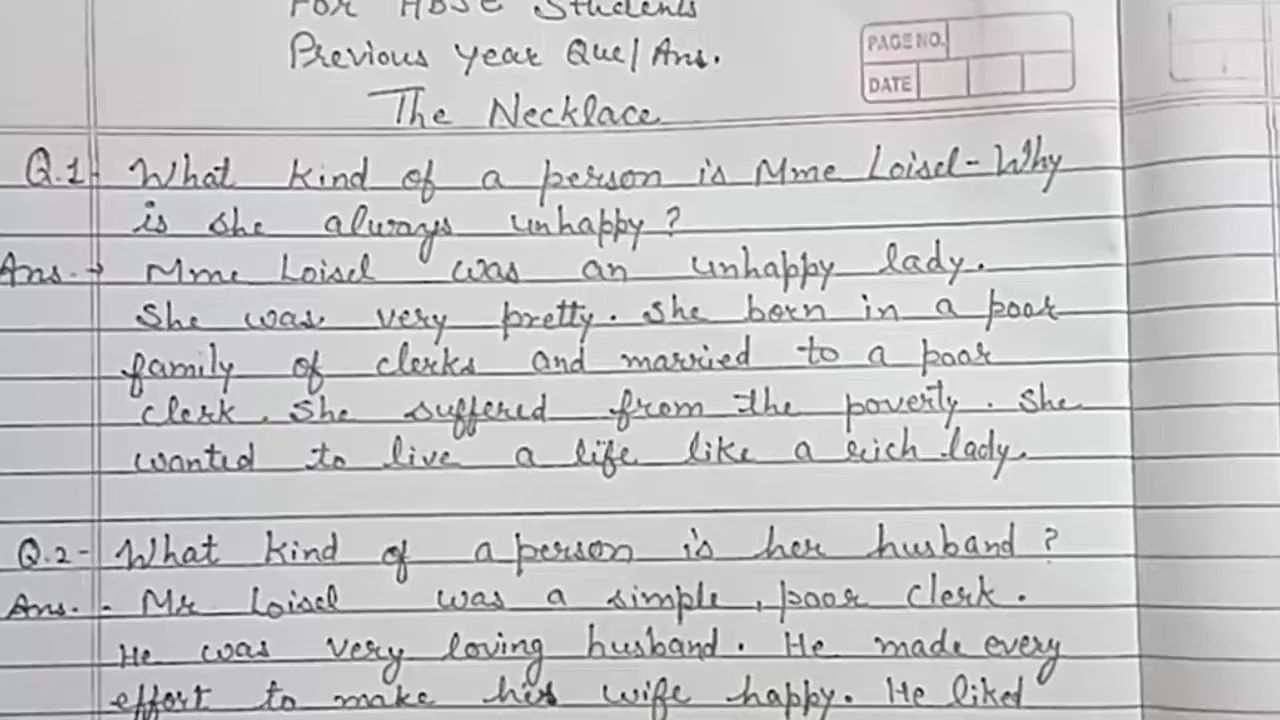 For HBSE Students
Previous year Que/Ans.
PAGE NO.
DATE
The Necklace
Q.1 What kind of a person is Mme Loisel-Why
is she always unhappy?
Ans. → Mme Loisel was an unhappy lady.
She was very pretty. She born in a poor
family of clerks and married to a poor
clerk. She suffered from the poverty. She
wanted to live a life like a rich lady.
Q.2- What kind of a person is her husband?
Ans. - Mr Loisel was a simple, poor clerk.
He was very loving husband. He made every
effort to make his wife happy. He liked